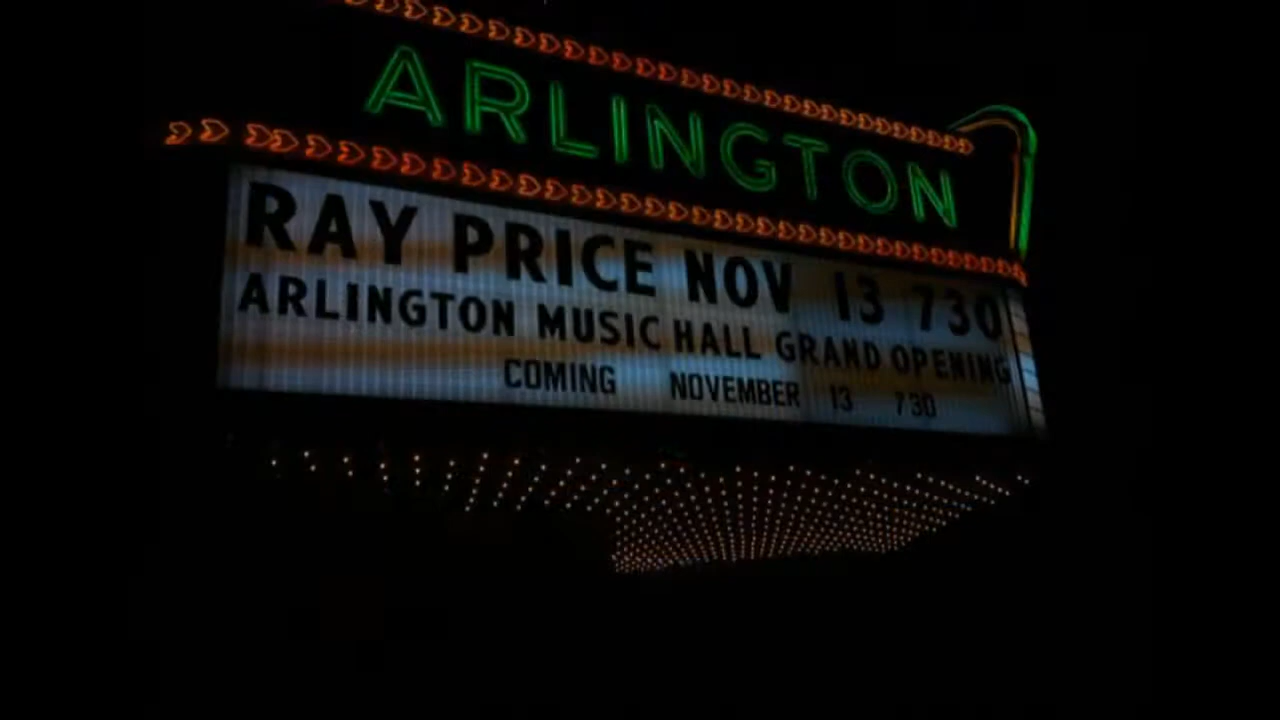 ARLINGTON
RAY PRICE NOV 13 730
ARLINGTON MUSIC HALL GRAND OPENING
COMING NOVEMBER 13 730